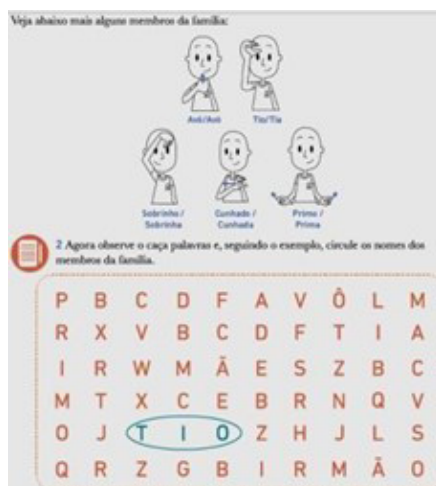 Veja abaixo mais alguns membros da família:
Avô/Avó Tio/Tia
Sobrinho / Sobrinha
Cunhado / Cunhada
Primo / Prima
2 Agora observe o caça palavras e, seguindo o exemplo, circule os nomes dos
membros da família.
P B C D F A V Ô L M
R X V B C D F T I A
I R W M Ã E S Z B C
M T X C E B R N Q V
O J T I O Z H J L S
Q R Z G B I R M Ã O